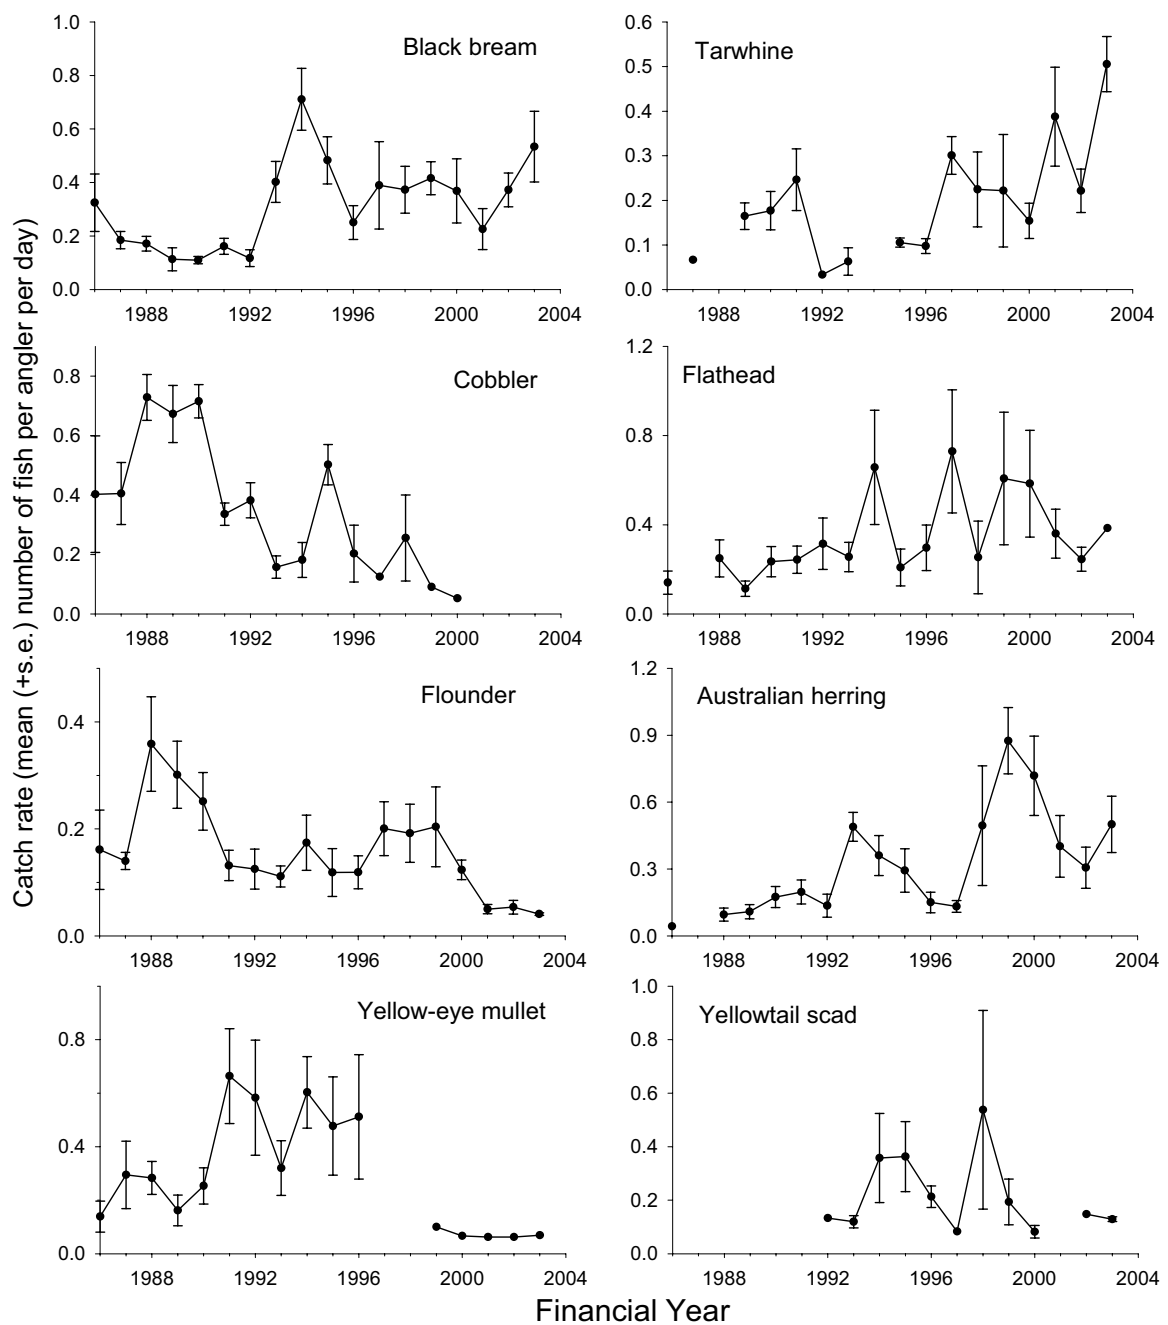 Catch rate (mean (+s.e.) number of fish per angler per day)
Black bream
1.0
0.8
0.6
0.4
0.2
0.0
1988 1992 1996 2000 2004
Tarwhine
0.6
0.5
0.4
0.3
0.2
0.1
0.0
1988 1992 1996 2000 2004
Cobbler
0.8
0.6
0.4
0.2
0.0
1988 1992 1996 2000 2004
Flathead
1.2
0.8
0.4
0.0
1988 1992 1996 2000 2004
Flounder
0.4
0.2
0.0
1988 1992 1996 2000 2004
Australian herring
1.2
0.9
0.6
0.3
0.0
1988 1992 1996 2000 2004
Yellow-eye mullet
0.8
0.4
0.0
1988 1992 1996 2000 2004
Yellowtail scad
1.0
0.8
0.6
0.4
0.2
0.0
1988 1992 1996 2000 2004
Financial Year